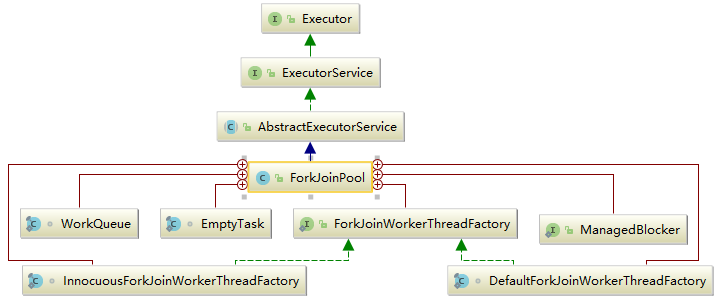 I Executor
I ExecutorService
C AbstractExecutorService
C ForkJoinPool
C WorkQueue
C EmptyTask
I ForkJoinWorkerThreadFactory
I ManagedBlocker
C InnocuousForkJoinWorkerThreadFactory
C DefaultForkJoinWorkerThreadFactory